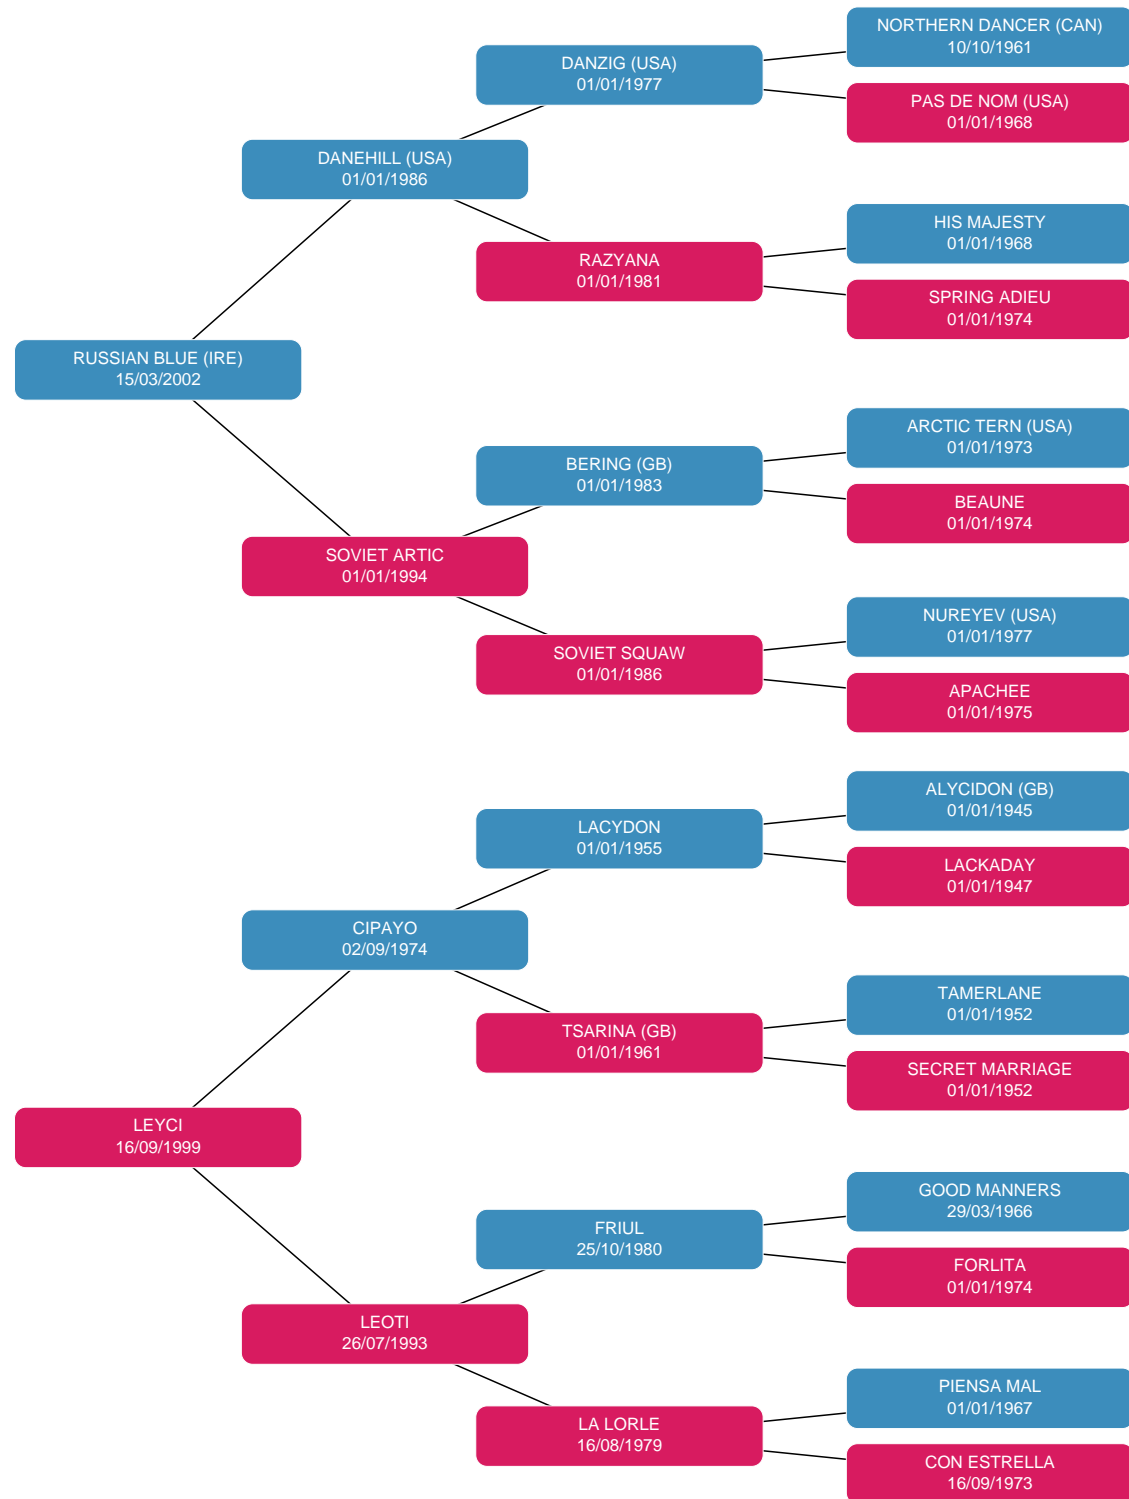 NORTHERN DANCER (CAN)
10/10/1961
DANZIG (USA)
01/01/1977
PAS DE NOM (USA)
01/01/1968
DANEHILL (USA)
01/01/1986
HIS MAJESTY
01/01/1968
RAZYANA
01/01/1981
SPRING ADIEU
01/01/1974
RUSSIAN BLUE (IRE)
15/03/2002
ARCTIC TERN (USA)
01/01/1973
BERING (GB)
01/01/1983
BEAUNE
01/01/1974
SOVIET ARTIC
01/01/1994
NUREYEV (USA)
01/01/1977
SOVIET SQUAW
01/01/1986
APACHEE
01/01/1975
ALYCIDON (GB)
01/01/1945
LACYDON
01/01/1955
LACKADAY
01/01/1947
CIPAYO
02/09/1974
TAMERLANE
01/01/1952
TSARINA (GB)
01/01/1961
SECRET MARRIAGE
01/01/1952
LEYCI
16/09/1999
GOOD MANNERS
29/03/1966
FRIUL
25/10/1980
FORLITA
01/01/1974
LEOTI
26/07/1993
PIENSA MAL
01/01/1967
LA LORLE
16/08/1979
CON ESTRELLA
16/09/1973